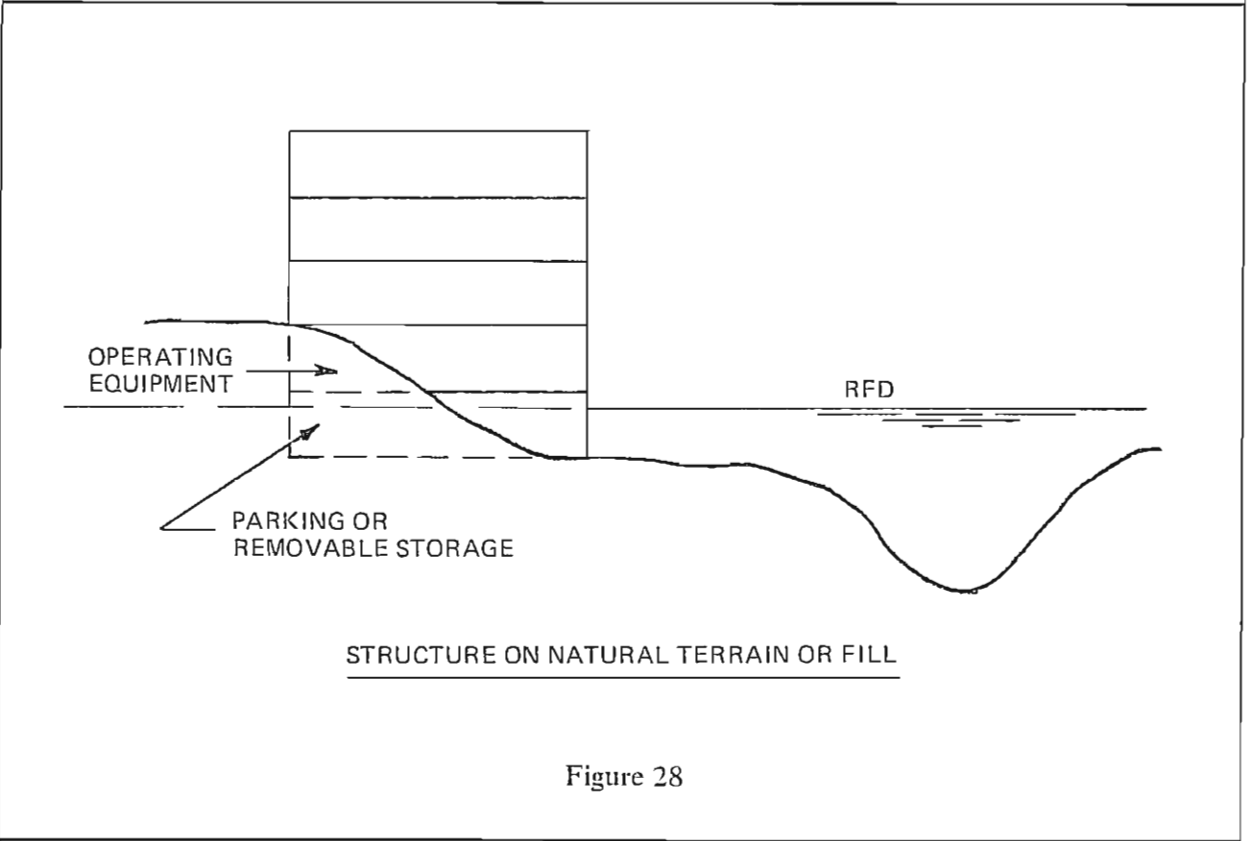 OPERATING
EQUIPMENT
RFD
PARKING OR
REMOVABLE STORAGE
STRUCTURE ON NATURAL TERRAIN OR FILL
Figure 28